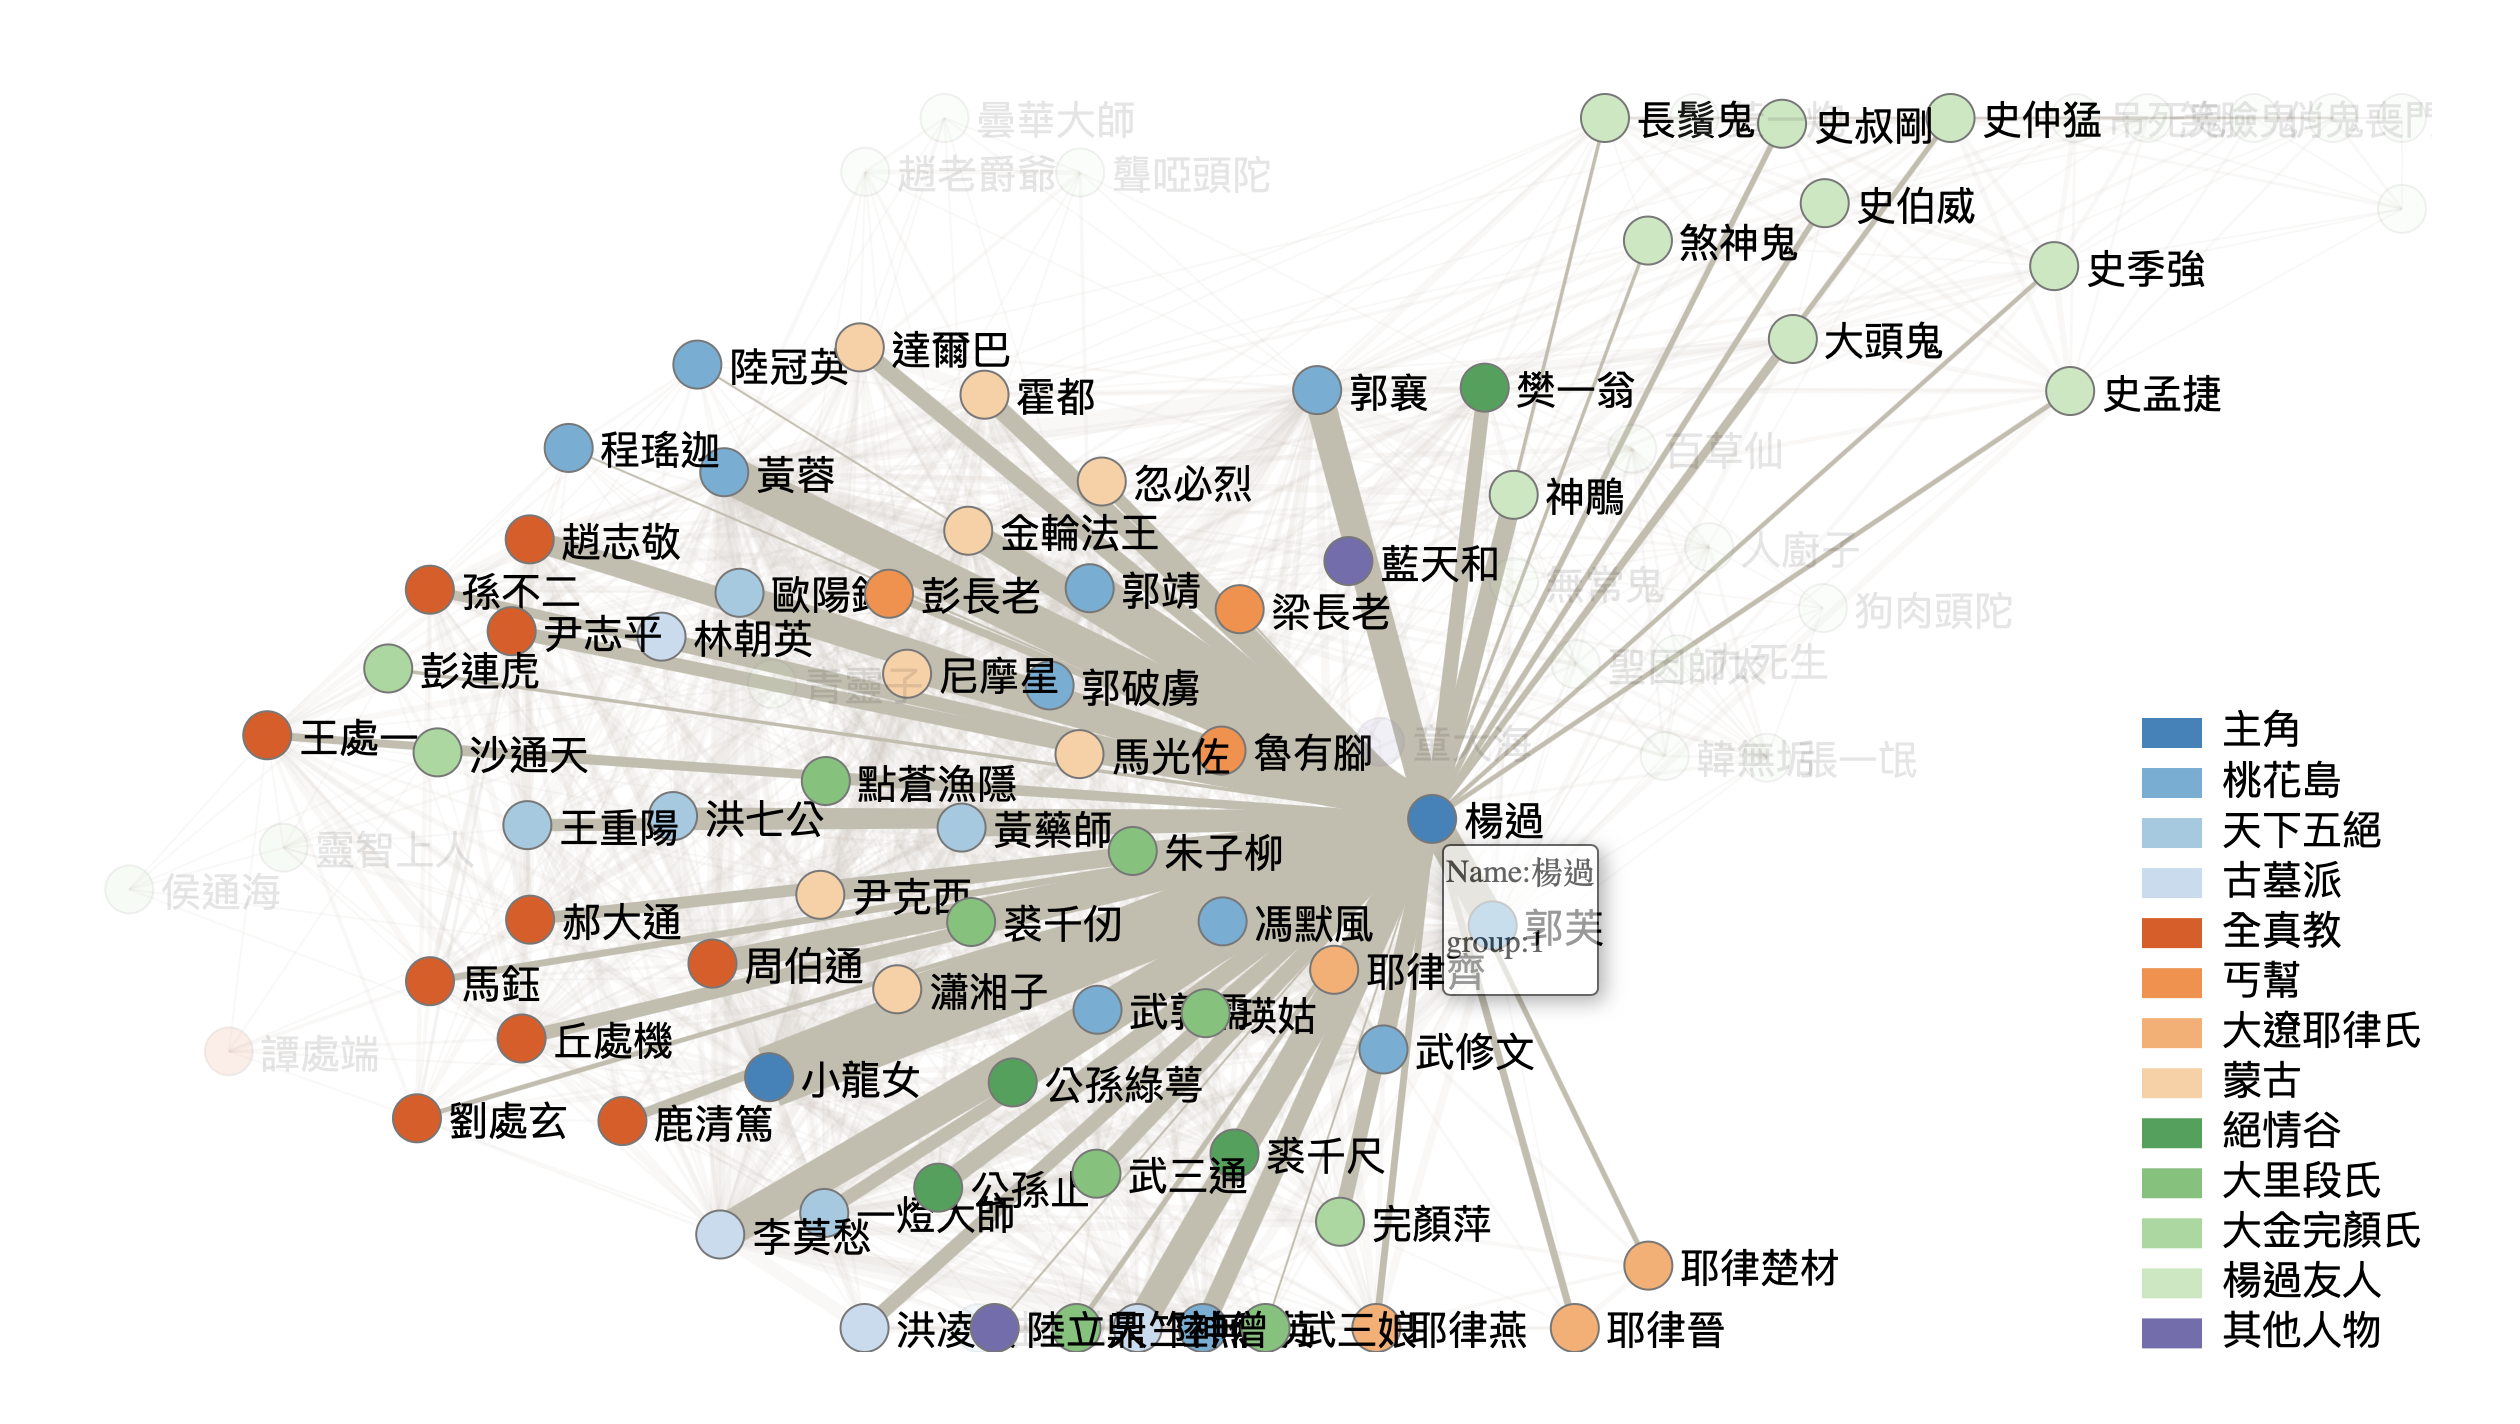 曇華大師
長鬚鬼
史叔剛
史仲猛
吊死鬼
笑臉鬼
俏鬼
喪門
趙老爵爺
聾啞頭陀
史伯威
煞神鬼
史季強
大頭鬼
史孟捷
陸冠英
達爾巴
霍都
郭襄
樊一翁
程瑤迦
黃蓉
忽必烈
百草仙
神鵰
趙志敬
金輪法王
藍天和
人廚子
孫不二
歐陽鋒
彭長老
郭靖
梁長老
無常鬼
狗肉頭陀
尹志平
林朝英
彭連虎
青靈子
尼摩星
郭破虜
聖因師太
九死生
王處一
沙通天
馬光佐
魯有腳
童大海
韓無垢
張一氓
點蒼漁隱
王重陽
洪七公
黃藥師
朱子柳
楊過
靈智上人
侯通海
Name:楊過
group:1
郝大通
尹克西
裘千仞
馮默風
郭芙
馬鈺
周伯通
瀟湘子
耶律齊
丘處機
武敦儒
瑛姑
武修文
譚處端
小龍女
公孫綠萼
劉處玄
鹿清篤
裘千尺
公孫止
武三通
一燈大師
李莫愁
完顏萍
耶律楚材
洪凌
陸立鼎
天竺神僧
武三娘
耶律燕
耶律晉
主角
桃花島
天下五絕
古墓派
全真教
丐幫
大遼耶律氏
蒙古
絕情谷
大里段氏
大金完顏氏
楊過友人
其他人物